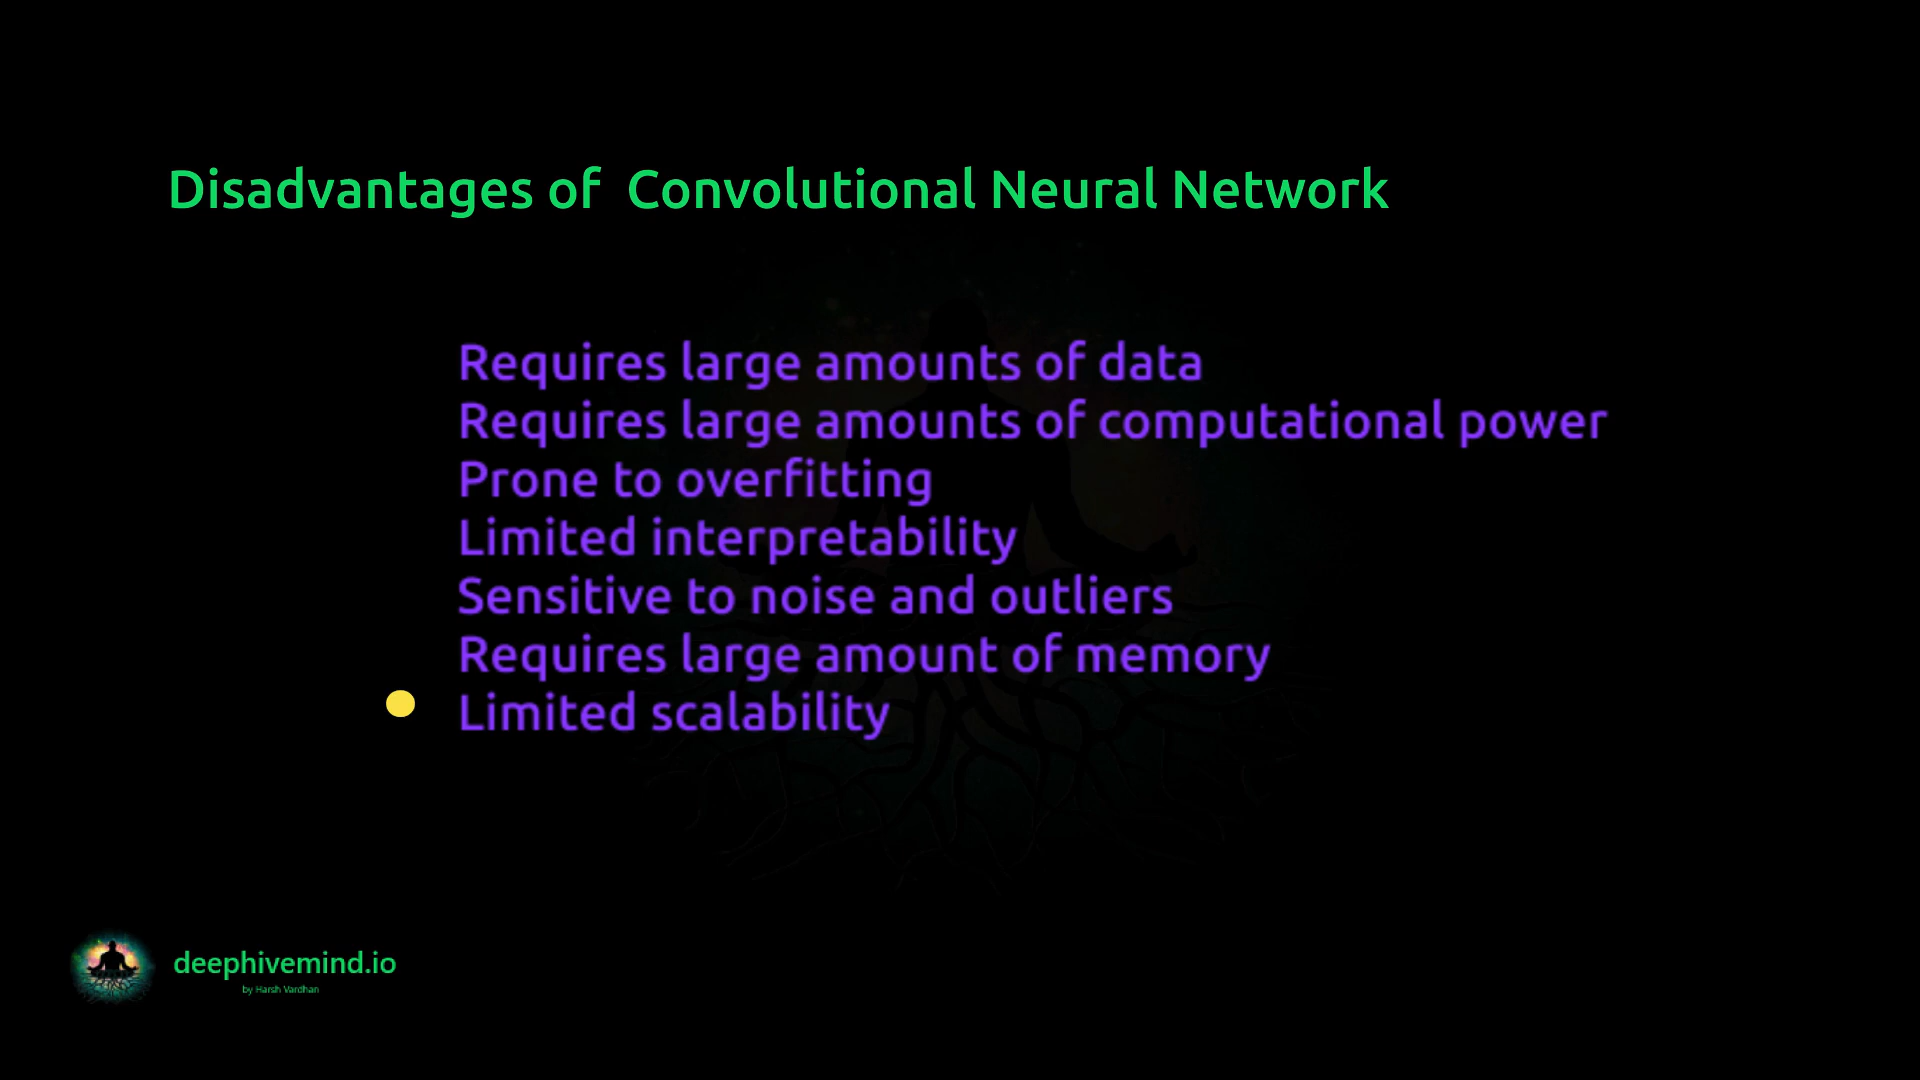 Disadvantages of Convolutional Neural Network
Requires large amounts of data
Requires large amounts of computational power
Prone to overfitting
Limited interpretability
Sensitive to noise and outliers
Requires large amount of memory
Limited scalability
deephivemind.io
by Harsh Vardhan